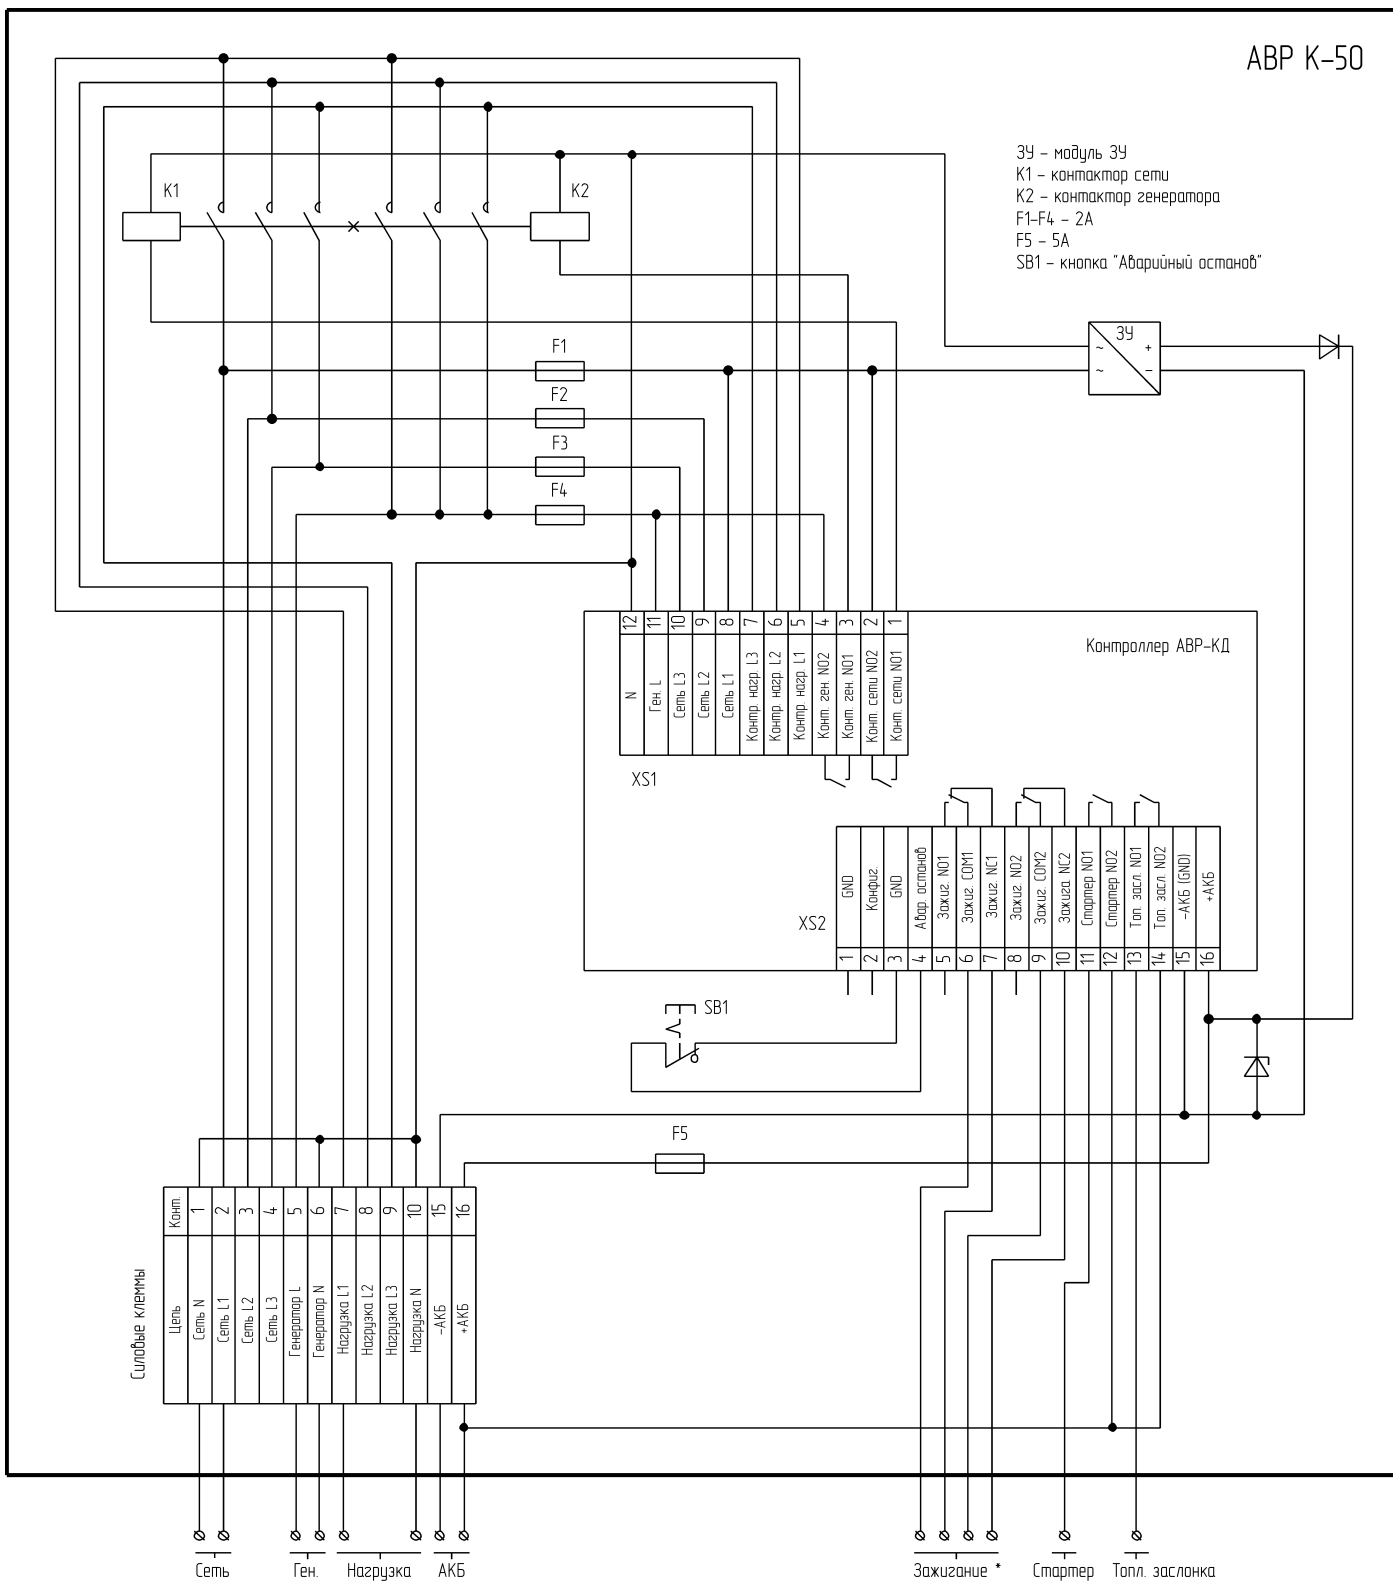 АВР К-50
ЗУ - модуль ЗУ
К1 - контактор сети
К2 - контактор генератора
F1-F4 - 2А
F5 - 5А
SB1 - кнопка "Аварийный останов"
К1
К2
ЗУ
~ +
~ −
F1
F2
F3
F4
Контроллер АВР-КД
12 11 10 9 8 7 6 5 4 3 2 1
N
Ген. L
Сеть L3
Сеть L2
Сеть L1
Контр. нагр. L3
Контр. нагр. L2
Контр. нагр. L1
Конт. ген. NO2
Конт. ген. NO1
Конт. сети NO2
Конт. сети NO1
XS1
XS2
GND
Конфиг.
GND
Авар. останов
Зажиг. NO1
Зажиг. COM1
Зажиг. NC1
Зажиг. NO2
Зажиг. COM2
Зажига NC2
Стартер NO1
Стартер NO2
Топ. засл. NO1
Топ. засл. NO2
-АКБ (GND)
+АКБ
1 2 3 4 5 6 7 8 9 10 11 12 13 14 15 16
SB1
F5
Силовые клеммы
Конт. 1 2 3 4 5 6 7 8 9 10 15 16
Цепь
Сеть N
Сеть L1
Сеть L2
Сеть L3
Генератор L
Генератор N
Нагрузка L1
Нагрузка L2
Нагрузка L3
Нагрузка N
-АКБ
+АКБ
Сеть
Ген.
Нагрузка
АКБ
Зажигание *
Стартер
Топл. заслонка